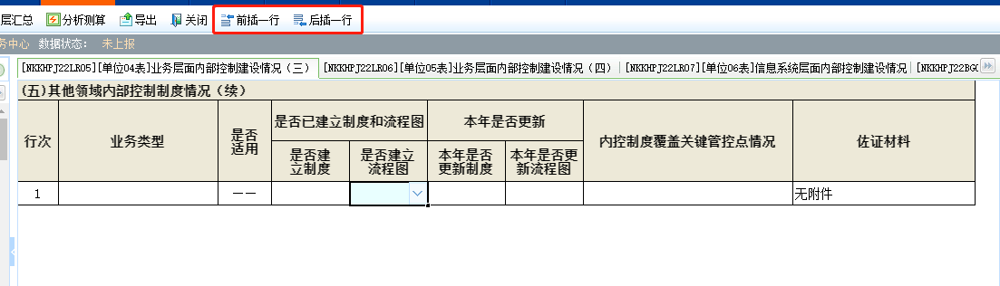 层汇总 分析测算 导出 关闭 前插一行 后插一行
务中心 数据状态: 未上报
[NKKHPJ22LR05][单位04表]业务层面内部控制建设情况（三） [NKKHPJ22LR06][单位05表]业务层面内部控制建设情况（四） [NKKHPJ22LR07][单位06表]信息系统层面内部控制建设情况 [NKKHPJ22BG
(五)其他领域内部控制制度情况（续）
行次 业务类型 是否适用 是否已建立制度和流程图 本年是否更新 内控制度覆盖关键管控点情况 佐证材料
是否建立制度 是否建立流程图 本年是否更新制度 本年是否更新流程图
1 —— 无附件